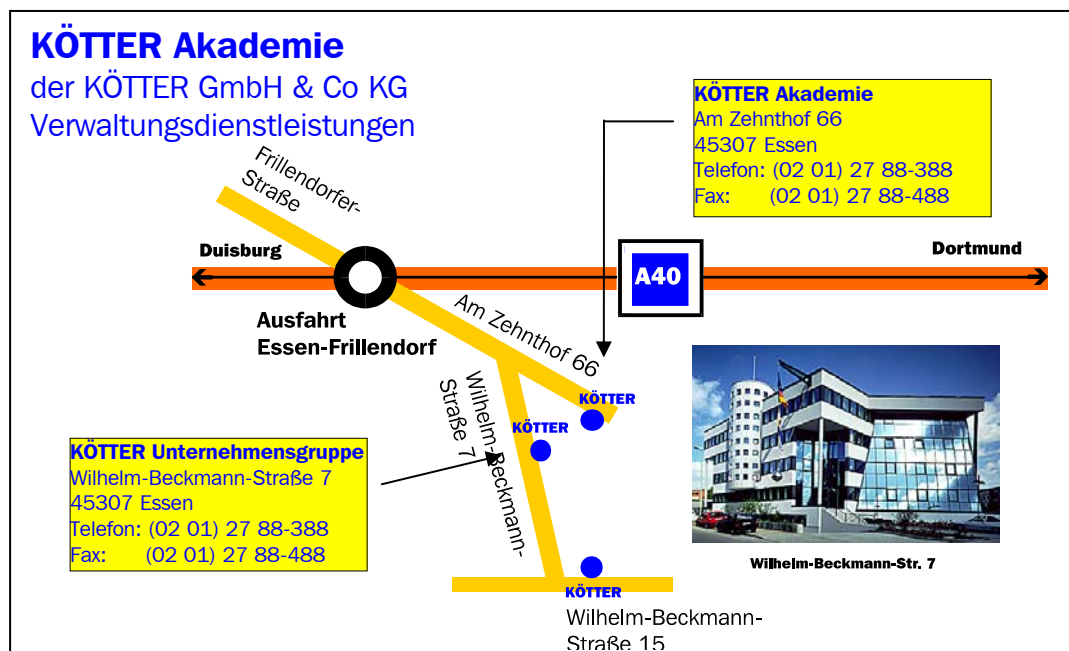 KÖTTER Akademie
der KÖTTER GmbH & Co KG
Verwaltungsdienstleistungen
KÖTTER Akademie
Am Zehnthof 66
45307 Essen
Telefon: (02 01) 27 88-388
Fax: (02 01) 27 88-488
Frillendorfer-
Straße
Duisburg
A40
Dortmund
Ausfahrt
Essen-Frillendorf
Am Zehnthof 66
Wilhelm-Beckmann-
Straße 7
KÖTTER
KÖTTER
KÖTTER Unternehmensgruppe
Wilhelm-Beckmann-Straße 7
45307 Essen
Telefon: (02 01) 27 88-388
Fax: (02 01) 27 88-488
Wilhelm-Beckmann-Str. 7
KÖTTER
Wilhelm-Beckmann-
Straße 15